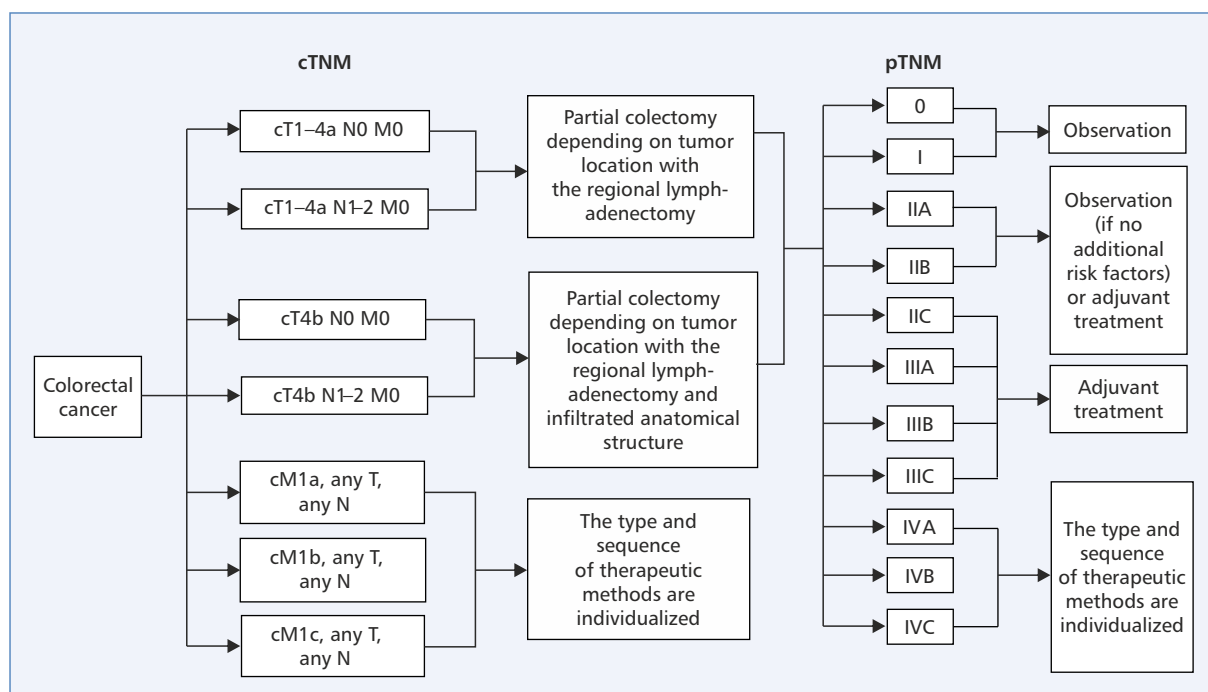 cTNM
pTNM
Colorectal
cancer
cT1–4a N0 M0
cT1–4a N1–2 M0
cT4b N0 M0
cT4b N1–2 M0
cM1a, any T,
any N
cM1b, any T,
any N
cM1c, any T,
any N
Partial colectomy
depending on tumor
location with
the regional lymph-
adenectomy
Partial colectomy
depending on tumor
location with the
regional lymph-
adenectomy and
infiltrated anatomical
structure
The type and
sequence
of therapeutic
methods are
individualized
0
I
IIA
IIB
IIC
IIIA
IIIB
IIIC
IVA
IVB
IVC
Observation
Observation
(if no
additional
risk factors)
or adjuvant
treatment
Adjuvant
treatment
The type and
sequence
of therapeutic
methods are
individualized